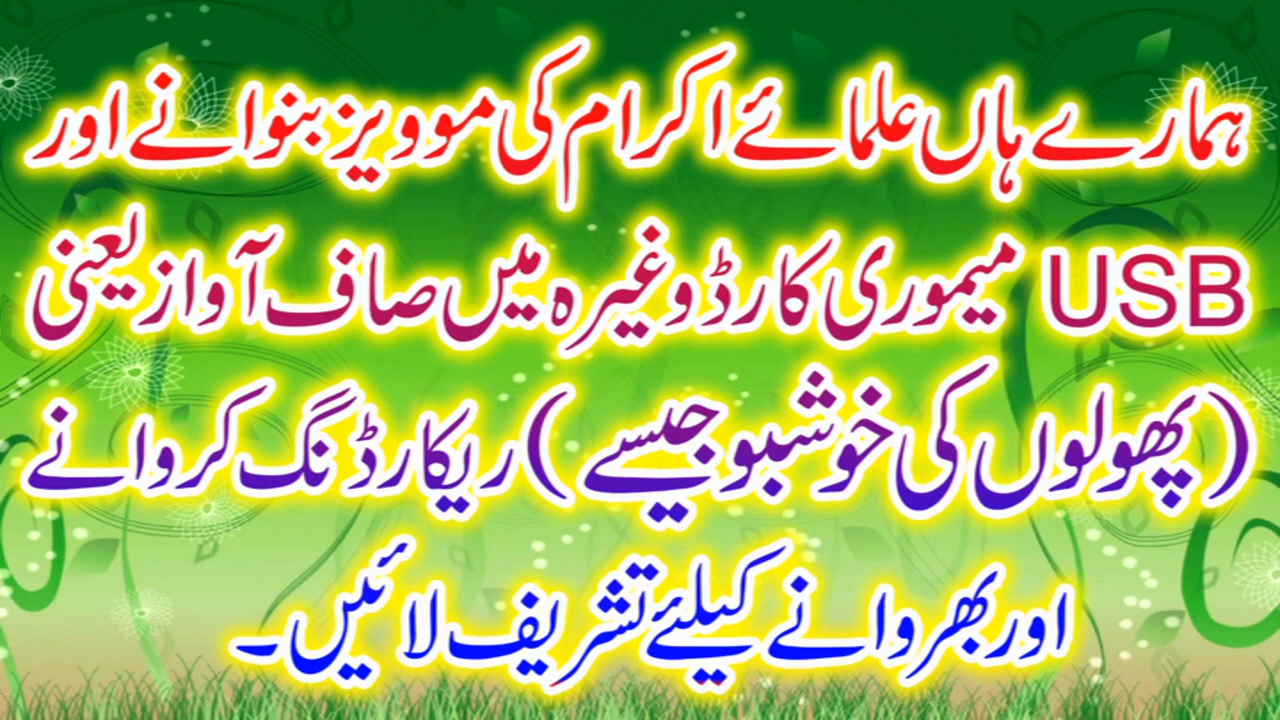 ہمارے ہاں علمائے اکرام کی موویز بنوانے اور
USB میموری کارڈ وغیرہ میں صاف آواز یعنی
(پھولوں کی خوشبو جیسے) ریکارڈنگ کروانے
اور بھروانے کیلئے تشریف لائیں۔